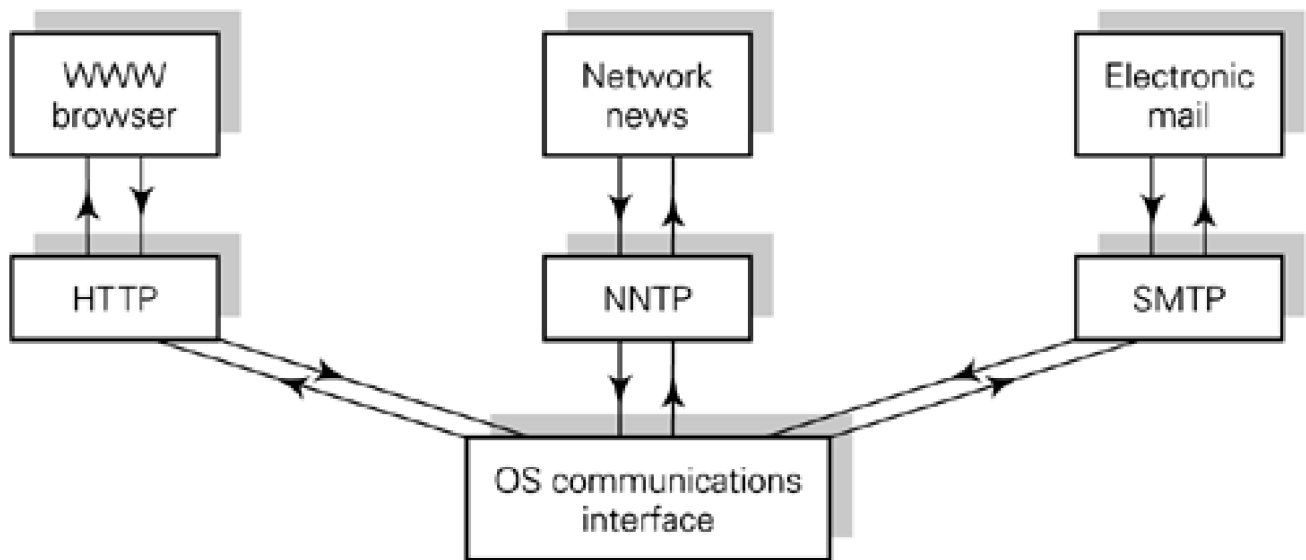 WWW
browser
Network
news
Electronic
mail
HTTP
NNTP
SMTP
OS communications
interface